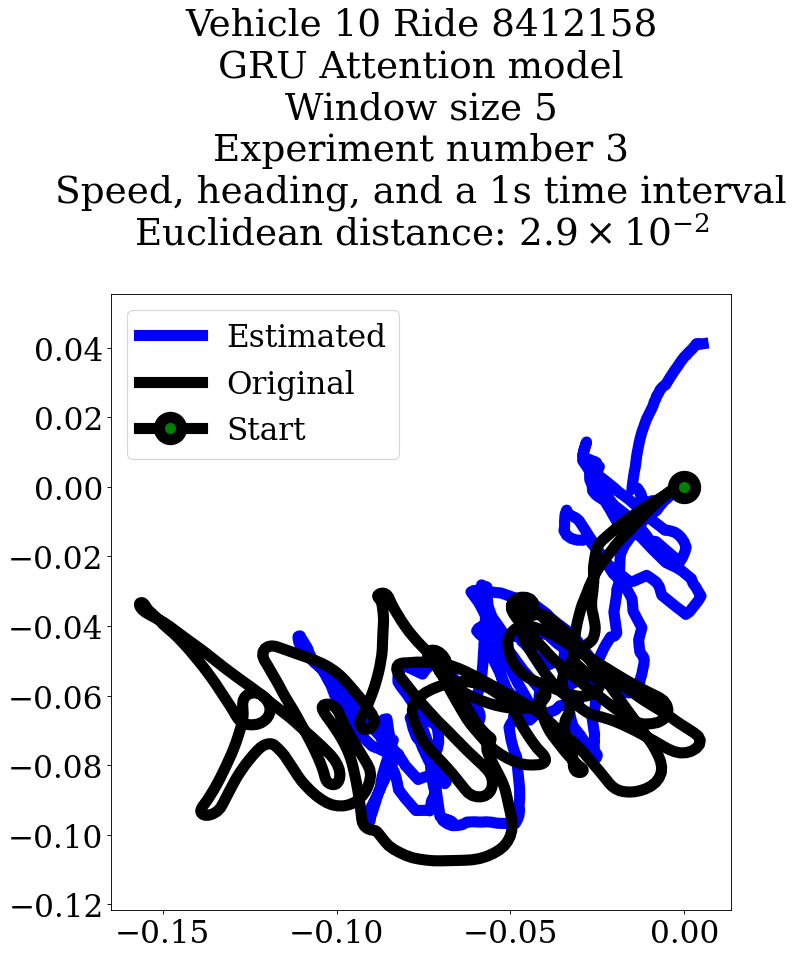 Vehicle 10 Ride 8412158
GRU Attention model
Window size 5
Experiment number 3
Speed, heading, and a 1s time interval
Euclidean distance: 2.9 × 10⁻²
Estimated
Original
Start
0.04
0.02
0.00
−0.02
−0.04
−0.06
−0.08
−0.10
−0.12
−0.15 −0.10 −0.05 0.00